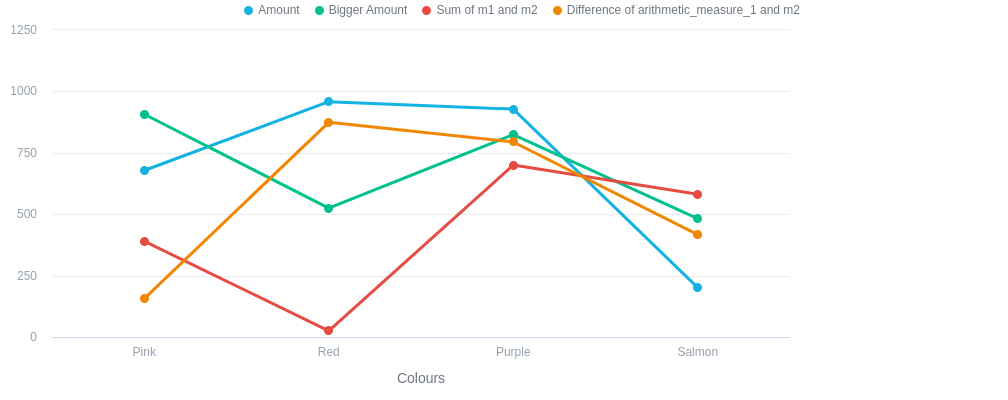 Amount Bigger Amount Sum of m1 and m2 Difference of arithmetic_measure_1 and m2
1250
1000
750
500
250
0
Pink Red Purple Salmon
Colours